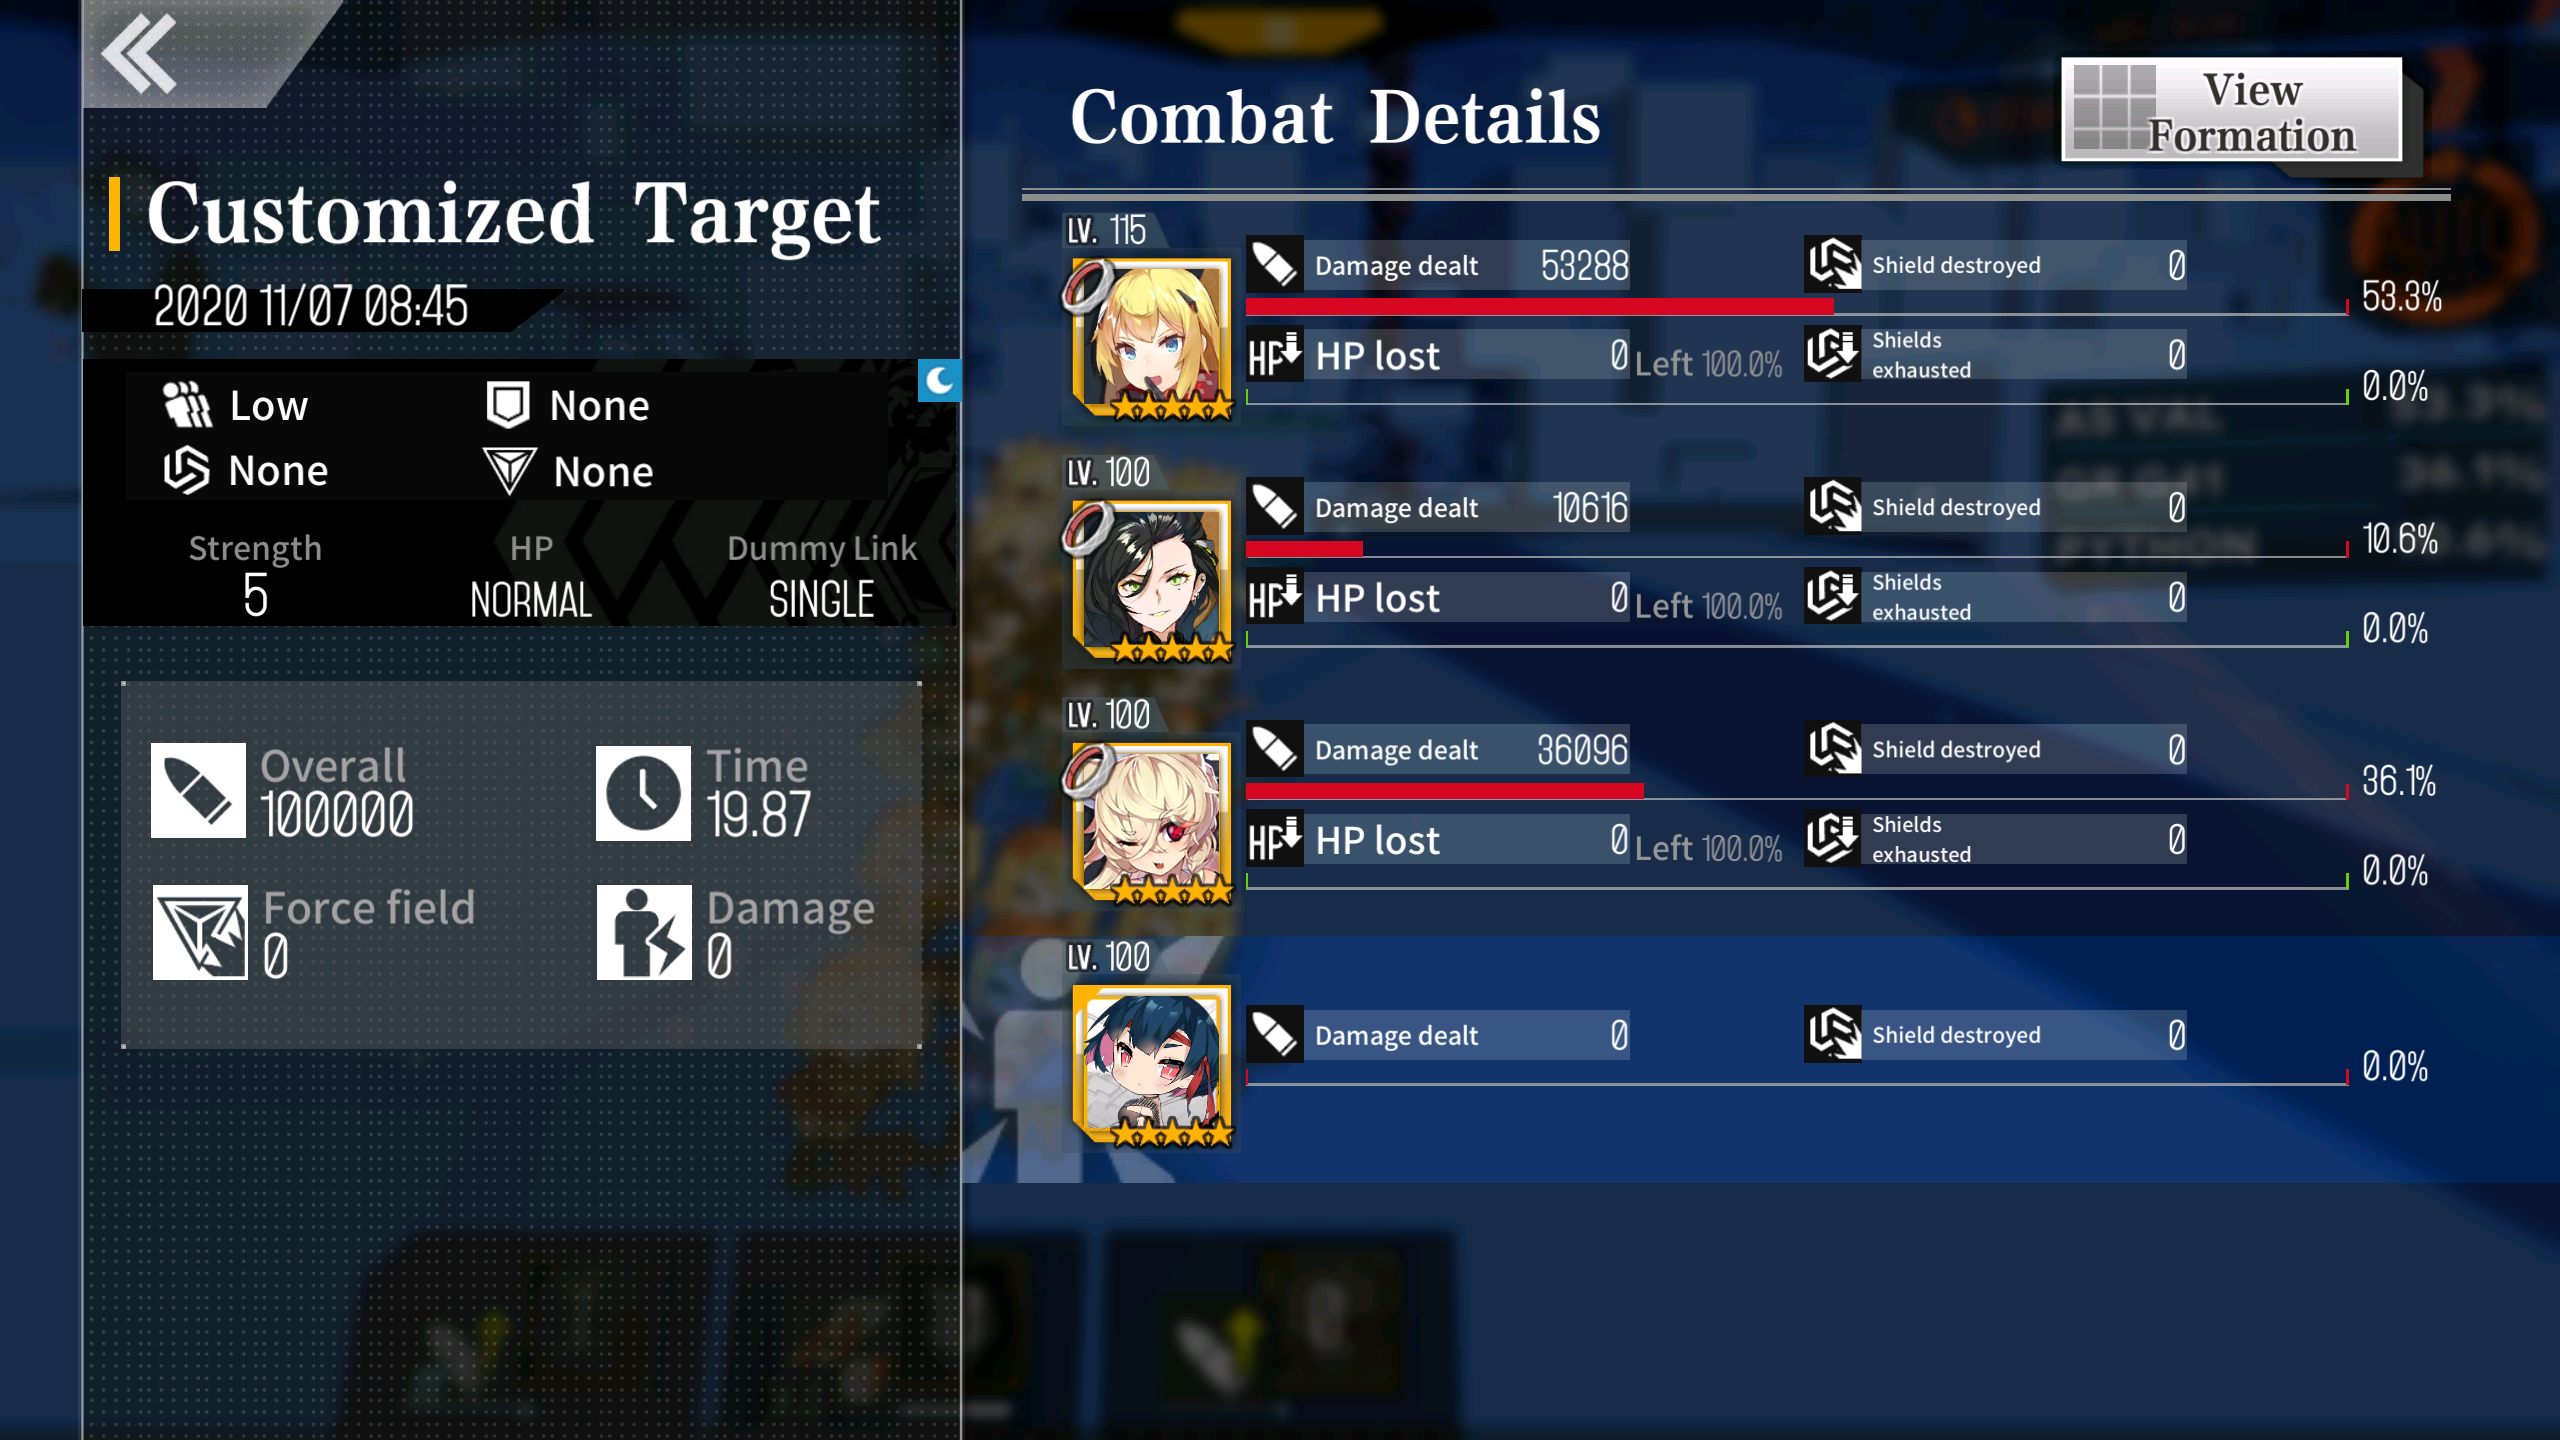 Customized Target
2020 11/07 08:45
Low
None
None
None
Strength
5
HP
NORMAL
Dummy Link
SINGLE
Overall
100000
Time
19.87
Force field
0
Damage
0
Combat Details
View
Formation
LV. 115
Damage dealt 53288
Shield destroyed 0
53.3%
HP lost 0 Left 100.0%
Shields
exhausted 0
0.0%
LV. 100
Damage dealt 10616
Shield destroyed 0
10.6%
HP lost 0 Left 100.0%
Shields
exhausted 0
0.0%
LV. 100
Damage dealt 36096
Shield destroyed 0
36.1%
HP lost 0 Left 100.0%
Shields
exhausted 0
0.0%
LV. 100
Damage dealt 0
Shield destroyed 0
0.0%
AS VAL
GR G41
PYTHON